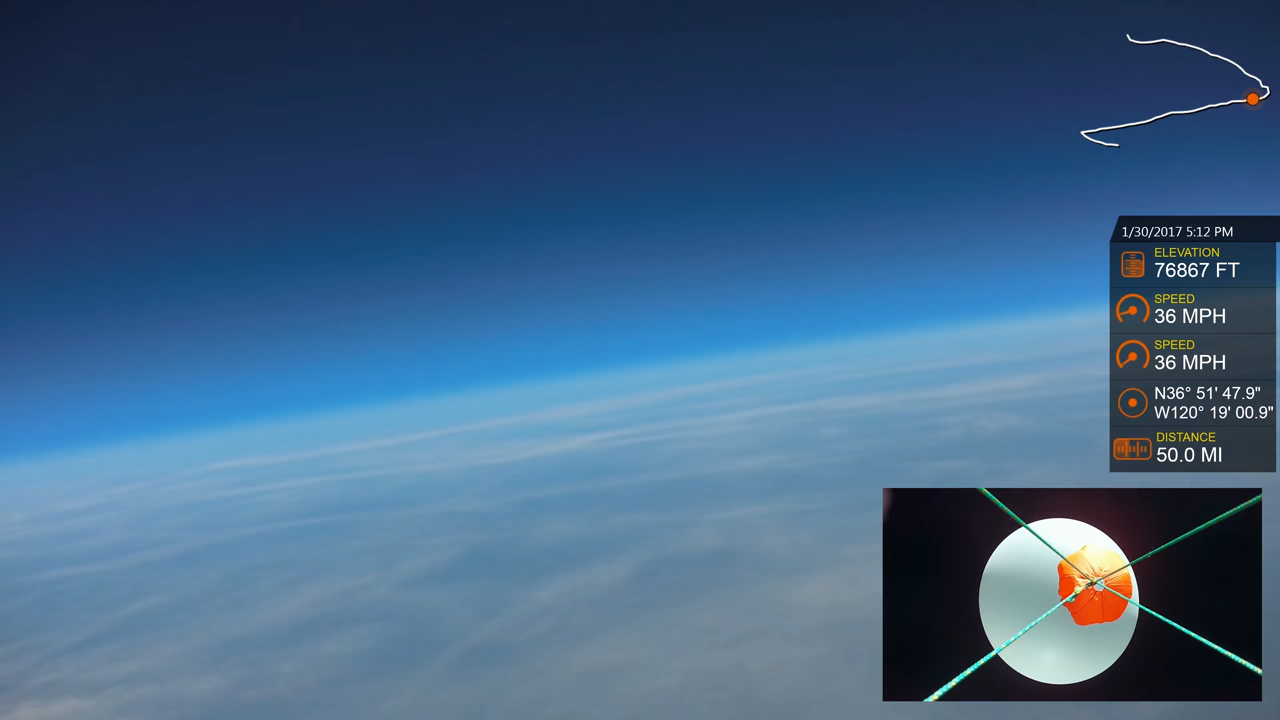 1/30/2017 5:12 PM
ELEVATION
76867 FT
SPEED
36 MPH
SPEED
36 MPH
N36° 51' 47.9"
W120° 19' 00.9"
DISTANCE
50.0 MI